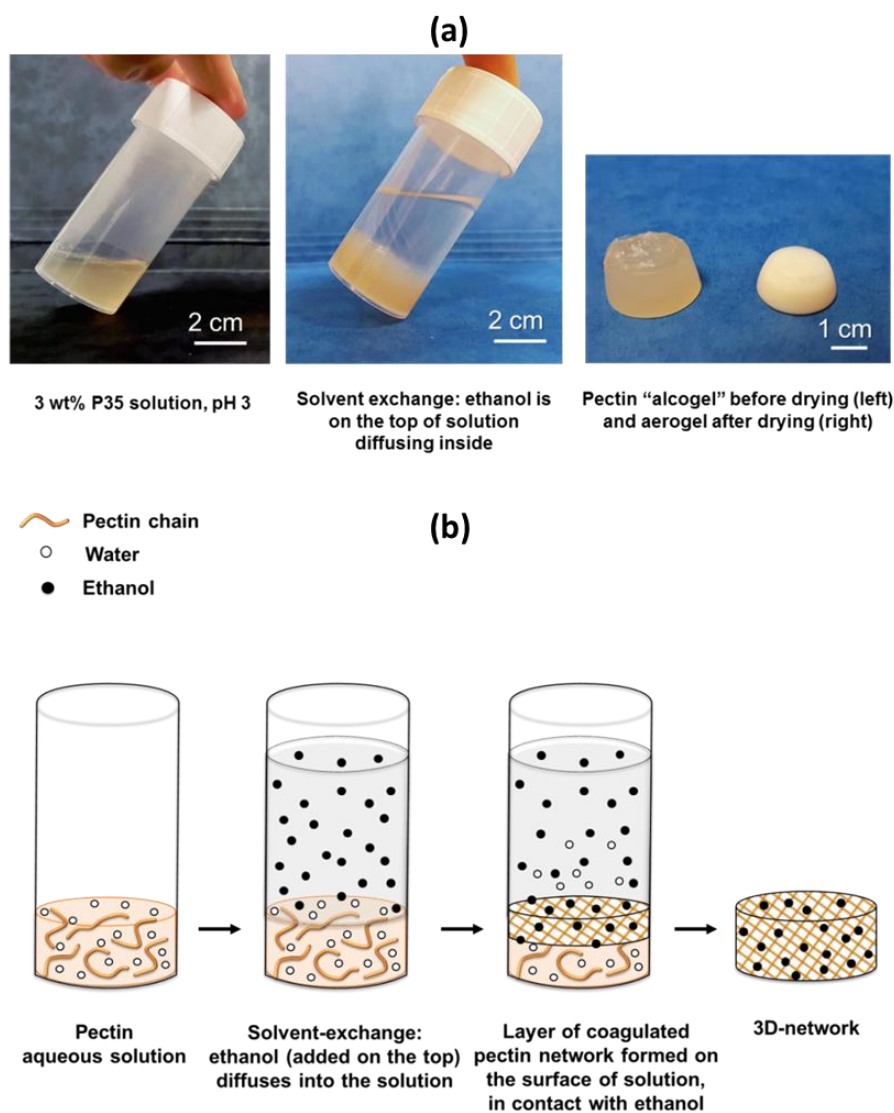 (a)
2 cm
2 cm
1 cm
3 wt% P35 solution, pH 3
Solvent exchange: ethanol is
on the top of solution
diffusing inside
Pectin “alcogel” before drying (left)
and aerogel after drying (right)
(b)
Pectin chain
Water
Ethanol
Pectin
aqueous solution
Solvent-exchange:
ethanol (added on the top)
diffuses into the solution
Layer of coagulated
pectin network formed on
the surface of solution,
in contact with ethanol
3D-network